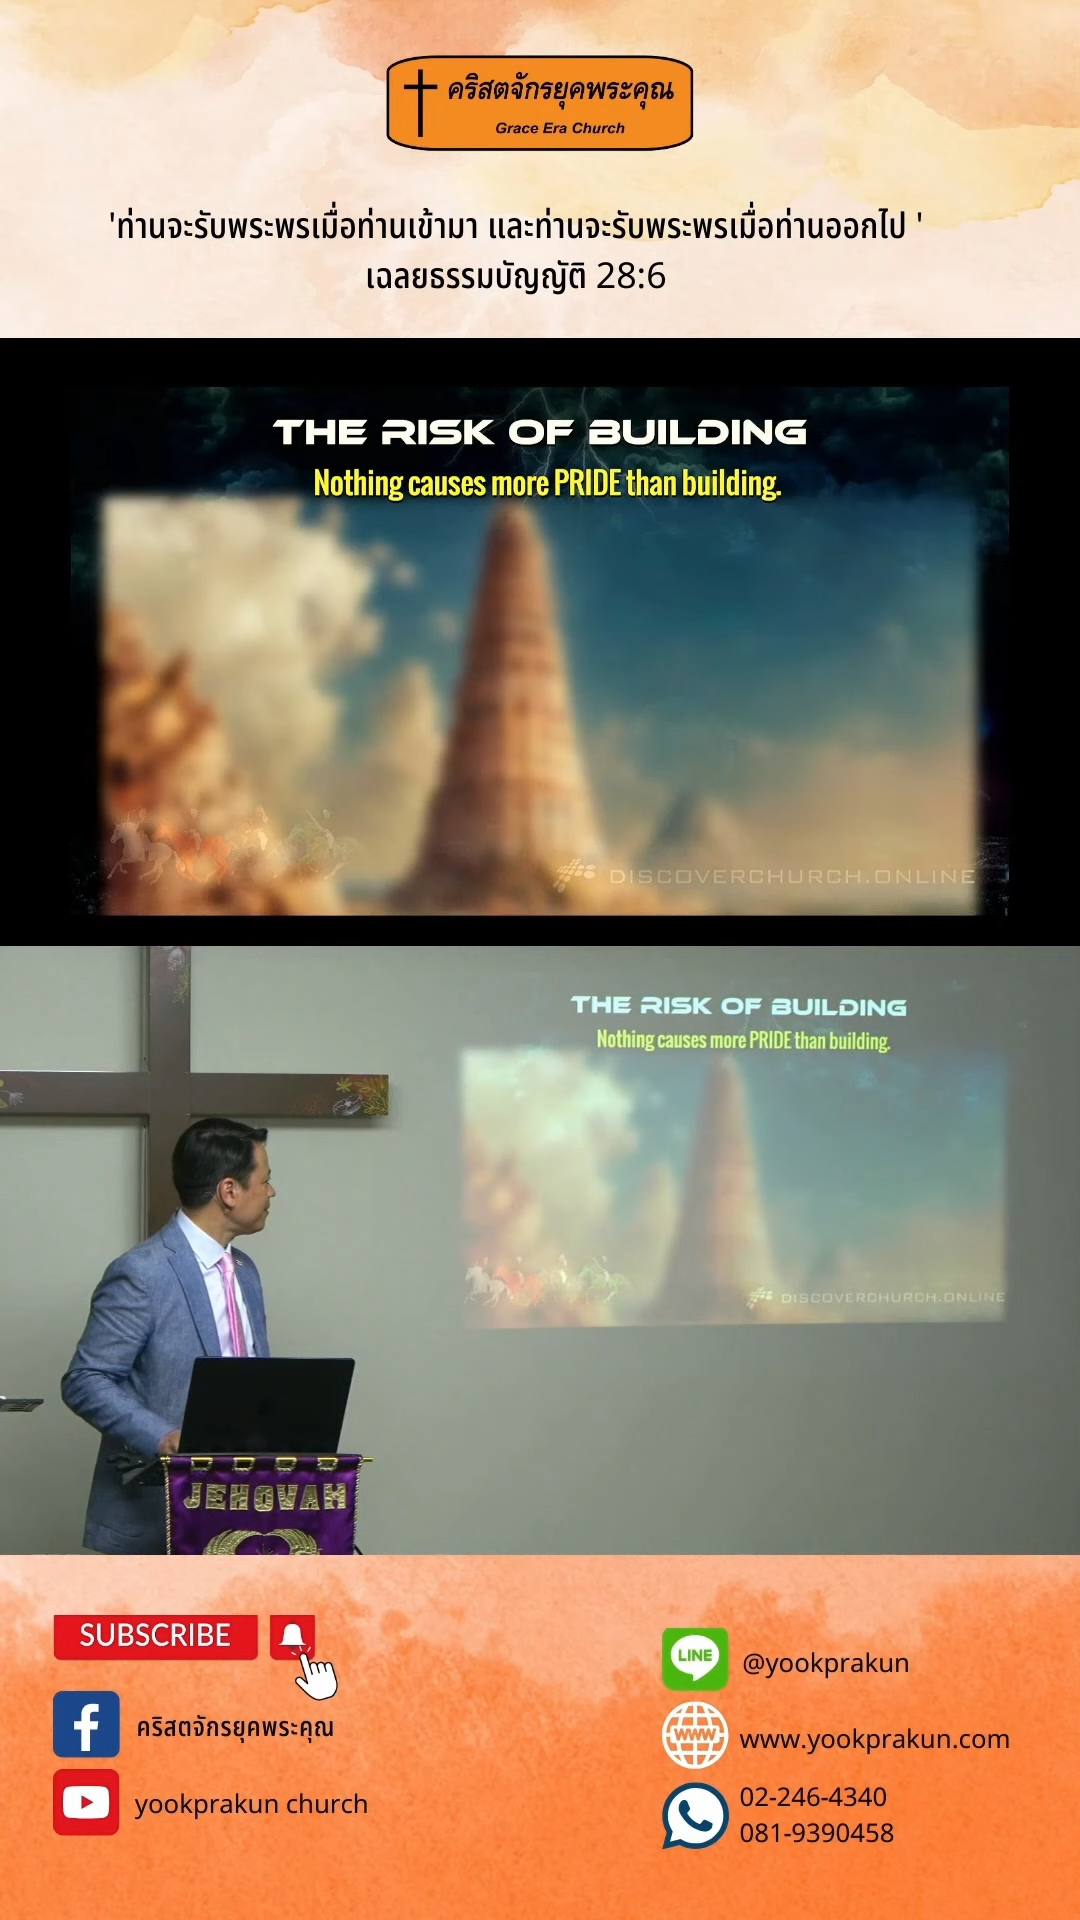 คริสตจักรยุคพระคุณ
Grace Era Church
'ท่านจะรับพระพรเมื่อท่านเข้ามา และท่านจะรับพระพรเมื่อท่านออกไป '
เฉลยธรรมบัญญัติ 28:6
THE RISK OF BUILDING
Nothing causes more PRIDE than building.
DISCOVERCHURCH.ONLINE
THE RISK OF BUILDING
Nothing causes more PRIDE than building.
DISCOVERCHURCH.ONLINE
JEHOVAH
SUBSCRIBE
คริสตจักรยุคพระคุณ
yookprakun church
LINE
@yookprakun
WWW
www.yookprakun.com
02-246-4340
081-9390458